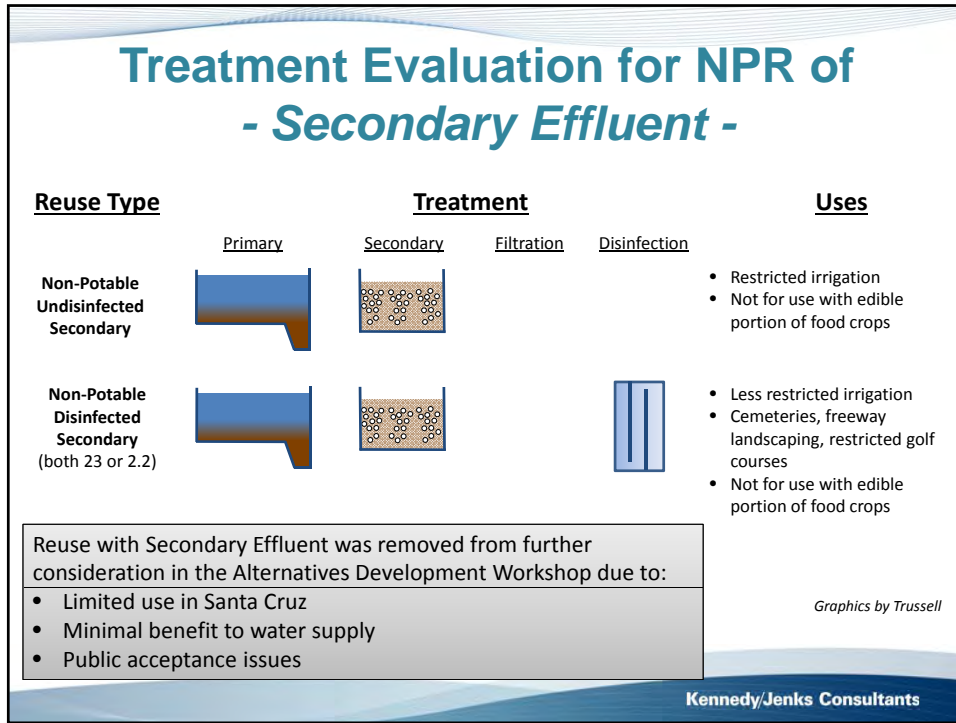 Treatment Evaluation for NPR of
- Secondary Effluent -
Reuse Type
Treatment
Uses
Primary
Secondary
Filtration
Disinfection
Non-Potable
Undisinfected
Secondary
• Restricted irrigation
• Not for use with edible
portion of food crops
Non-Potable
Disinfected
Secondary
(both 23 or 2.2)
• Less restricted irrigation
• Cemeteries, freeway
landscaping, restricted golf
courses
• Not for use with edible
portion of food crops
Reuse with Secondary Effluent was removed from further
consideration in the Alternatives Development Workshop due to:
• Limited use in Santa Cruz
• Minimal benefit to water supply
• Public acceptance issues
Graphics by Trussell
Kennedy/Jenks Consultants